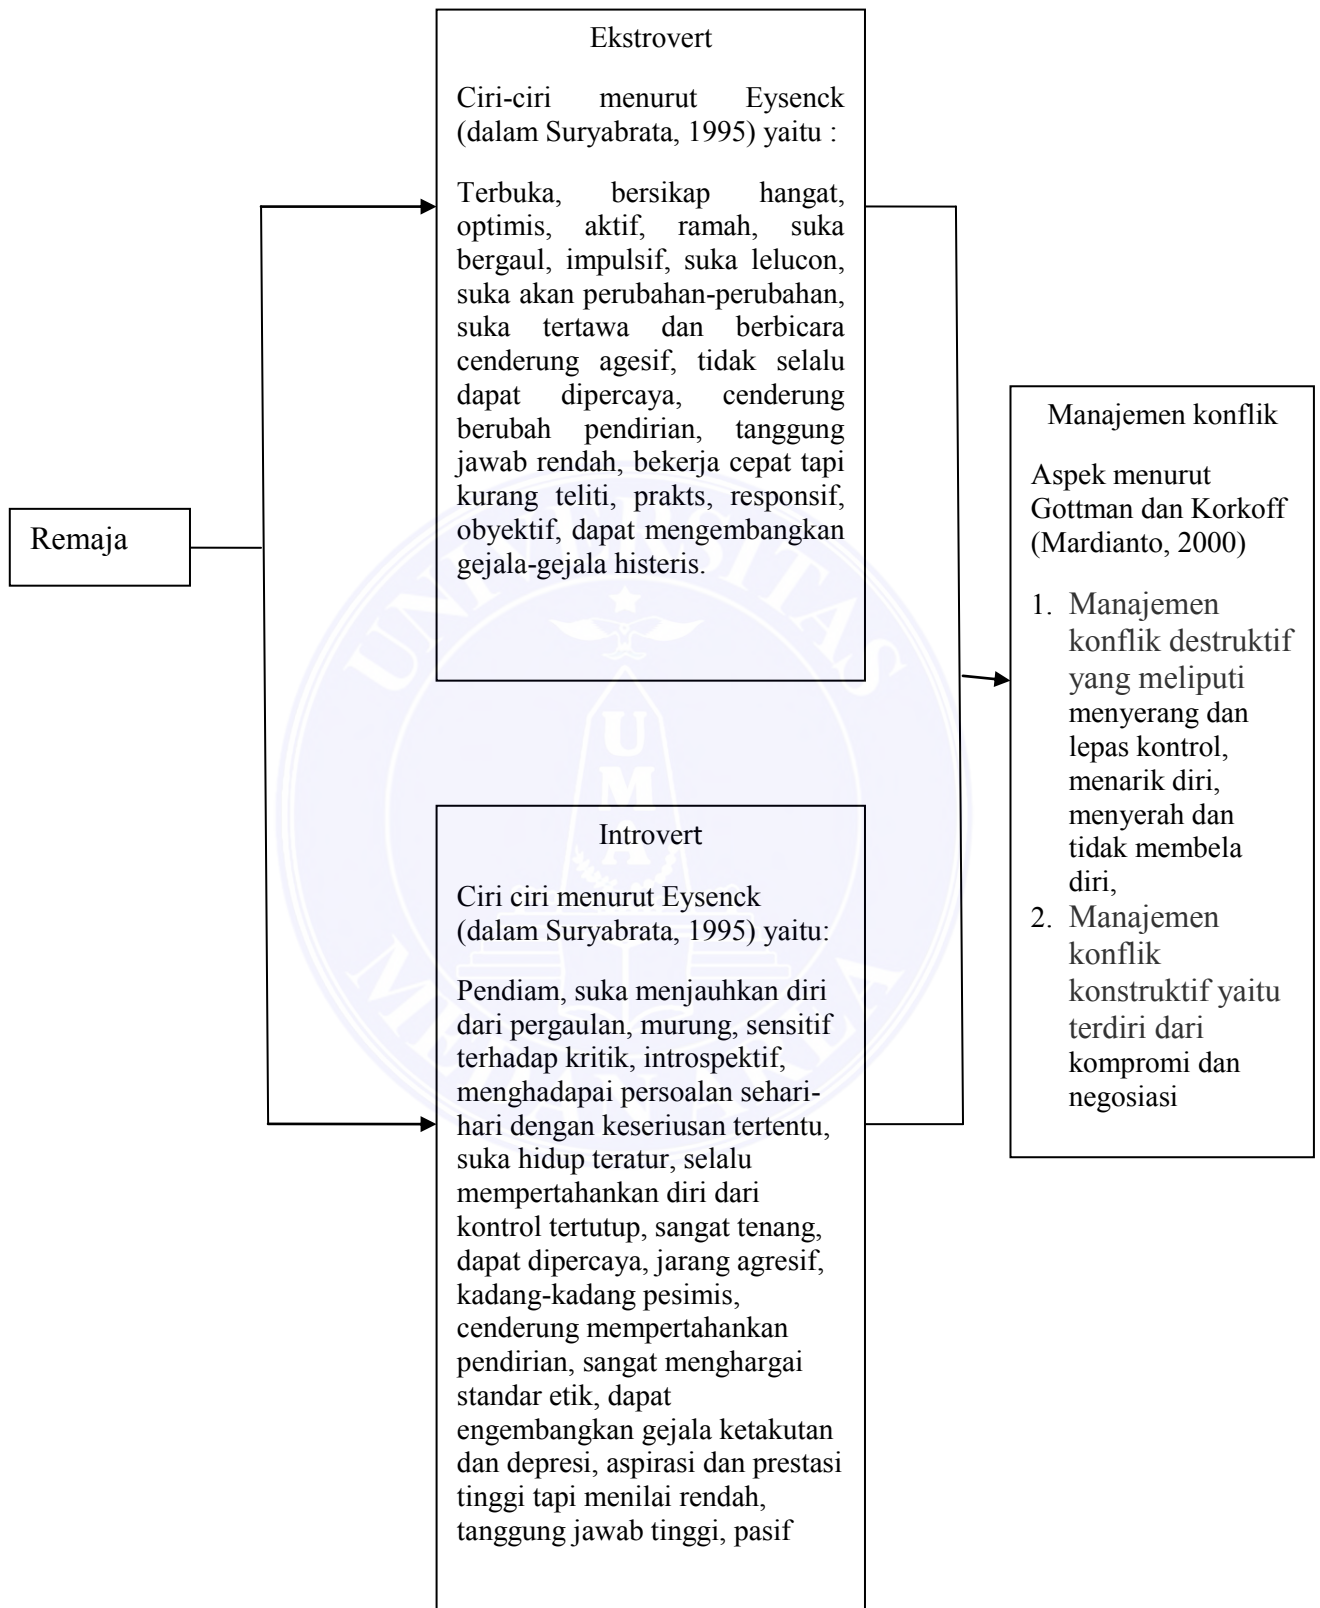 Ekstrovert
Ciri-ciri menurut Eysenck
(dalam Suryabrata, 1995) yaitu :
Terbuka, bersikap hangat,
optimis, aktif, ramah, suka
bergaul, impulsif, suka lelucon,
suka akan perubahan-perubahan,
suka tertawa dan berbicara
cenderung agesif, tidak selalu
dapat dipercaya, cenderung
berubah pendirian, tanggung
jawab rendah, bekerja cepat tapi
kurang teliti, prakts, responsif,
obyektif, dapat mengembangkan
gejala-gejala histeris.
Remaja
Introvert
Ciri ciri menurut Eysenck
(dalam Suryabrata, 1995) yaitu:
Pendiam, suka menjauhkan diri
dari pergaulan, murung, sensitif
terhadap kritik, introspektif,
menghadapai persoalan sehari-
hari dengan keseriusan tertentu,
suka hidup teratur, selalu
mempertahankan diri dari
kontrol tertutup, sangat tenang,
dapat dipercaya, jarang agresif,
kadang-kadang pesimis,
cenderung mempertahankan
pendirian, sangat menghargai
standar etik, dapat
engembangkan gejala ketakutan
dan depresi, aspirasi dan prestasi
tinggi tapi menilai rendah,
tanggung jawab tinggi, pasif
Manajemen konflik
Aspek menurut
Gottman dan Korkoff
(Mardianto, 2000)
1. Manajemen
konflik destruktif
yang meliputi
menyerang dan
lepas kontrol,
menarik diri,
menyerah dan
tidak membela
diri,
2. Manajemen
konflik
konstruktif yaitu
terdiri dari
kompromi dan
negosiasi
UNIVERSITAS
MEDAN AREA
U
M
A